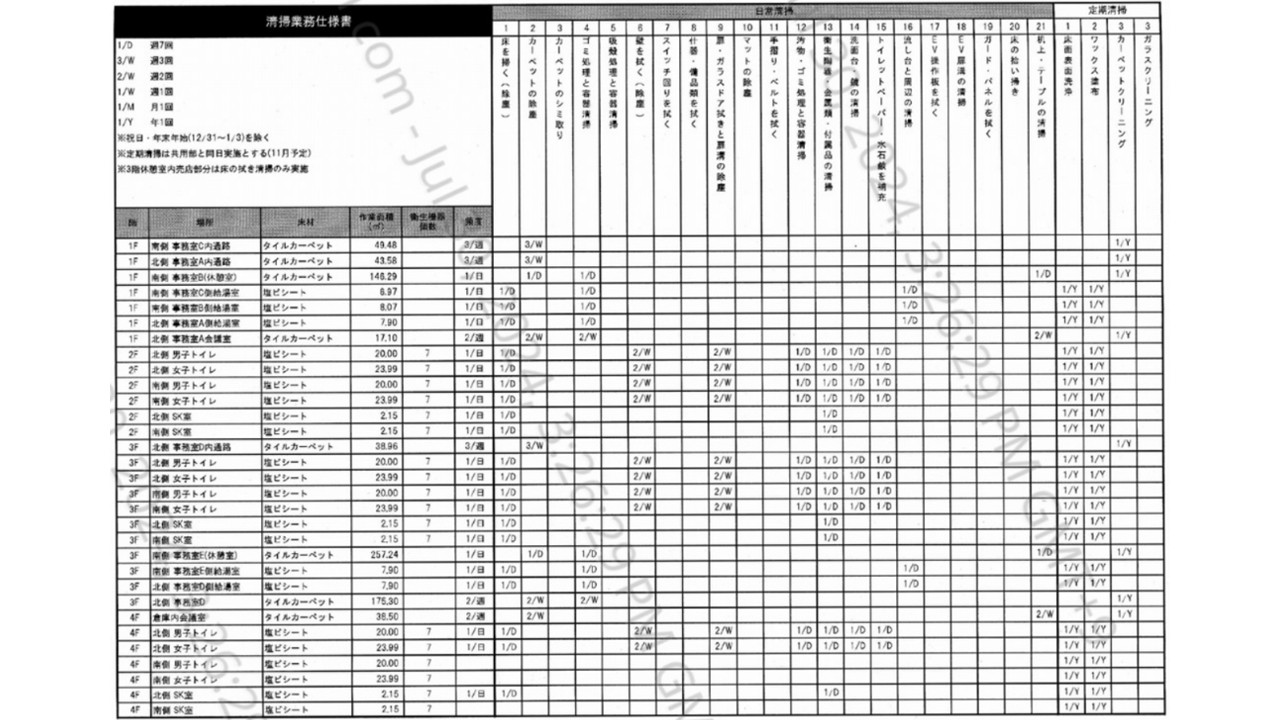 清掃業務仕様書
日常清掃
定期清掃
1 2 3 4 5 6 7 8 9 10 11 12 13 14 15 16 17 18 19 20 21 1 2 3 3
1/D 週7回
3/W 週3回
2/W 週2回
1/W 週1回
1/M 月1回
1/Y 年1回
※祝日・年末年始(12/31～1/3)を除く
※定期清掃は共用部と同日実施とする(11月予定)
※3階休憩室内売店部分は床の拭き清掃のみ実施
床を掃く(除塵)
カーペットの除塵
カーペットのシミ取り
ゴミ処理と容器清掃
吸殻処理と容器清掃
壁を拭く(除塵)
スイッチ回りを拭く
什器・備品類を拭く
扉・ガラスドア拭きと扉溝の除塵
マットの除塵
手摺り・ベルトを拭く
汚物・ゴミ処理と容器清掃
衛生陶器・金属類・付属品の清掃
洗面台・鏡の清掃
トイレットペーパー・水石鹸を補充
流し台と周辺の清掃
EV操作板を拭く
EV扉溝の清掃
ガード・パネルを拭く
床の拾い掃き
机上・テーブルの清掃
床面表面洗浄
ワックス塗布
カーペットクリーニング
ガラスクリーニング
階 場所 床材 作業面積(㎡) 衛生機器個数 頻度
1F 南側 事務室C内通路 タイルカーペット 49.48 3/週 3/W 1/Y
1F 北側 事務室A内通路 タイルカーペット 43.58 3/週 3/W 1/Y
1F 南側 事務室B(休憩室) タイルカーペット 146.29 1/日 1/D 1/D 1/D 1/Y
1F 南側 事務室C側給湯室 塩ビシート 6.97 1/日 1/D 1/D 1/D 1/Y 1/Y
1F 南側 事務室B側給湯室 塩ビシート 8.07 1/日 1/D 1/D 1/D 1/Y 1/Y
1F 北側 事務室A側給湯室 塩ビシート 7.90 1/日 1/D 1/D 1/D 1/Y 1/Y
1F 北側 事務室A会議室 タイルカーペット 17.10 2/週 2/W 2/W 2/W 1/Y
2F 北側 男子トイレ 塩ビシート 20.00 7 1/日 1/D 2/W 2/W 1/D 1/D 1/D 1/D 1/Y 1/Y
2F 北側 女子トイレ 塩ビシート 23.99 7 1/日 1/D 2/W 2/W 1/D 1/D 1/D 1/D 1/Y 1/Y
2F 南側 男子トイレ 塩ビシート 20.00 7 1/日 1/D 2/W 2/W 1/D 1/D 1/D 1/D 1/Y 1/Y
2F 南側 女子トイレ 塩ビシート 23.99 7 1/日 1/D 2/W 2/W 1/D 1/D 1/D 1/D 1/Y 1/Y
2F 北側 SK室 塩ビシート 2.15 7 1/日 1/D 1/D 1/Y 1/Y
2F 南側 SK室 塩ビシート 2.15 7 1/日 1/D 1/D 1/Y 1/Y
3F 北側 事務室D内通路 タイルカーペット 38.96 3/週 3/W 1/Y
3F 北側 男子トイレ 塩ビシート 20.00 7 1/日 1/D 2/W 2/W 1/D 1/D 1/D 1/D 1/Y 1/Y
3F 北側 女子トイレ 塩ビシート 23.99 7 1/日 1/D 2/W 2/W 1/D 1/D 1/D 1/D 1/Y 1/Y
3F 南側 男子トイレ 塩ビシート 20.00 7 1/日 1/D 2/W 2/W 1/D 1/D 1/D 1/D 1/Y 1/Y
3F 南側 女子トイレ 塩ビシート 23.99 7 1/日 1/D 2/W 2/W 1/D 1/D 1/D 1/D 1/Y 1/Y
3F 北側 SK室 塩ビシート 2.15 7 1/日 1/D 1/D 1/Y 1/Y
3F 南側 SK室 塩ビシート 2.15 7 1/日 1/D 1/D 1/Y 1/Y
3F 南側 事務室E(休憩室) タイルカーペット 257.24 1/日 1/D 1/D 1/D 1/Y
3F 南側 事務室E側給湯室 塩ビシート 7.90 1/日 1/D 1/D 1/D 1/Y 1/Y
3F 北側 事務室D側給湯室 塩ビシート 7.90 1/日 1/D 1/D 1/D 1/Y 1/Y
3F 北側 事務室D タイルカーペット 175.30 2/週 2/W 2/W 1/Y
4F 倉庫内会議室 タイルカーペット 36.50 2/週 2/W 2/W 1/Y
4F 北側 男子トイレ 塩ビシート 20.00 7 1/日 1/D 2/W 2/W 1/D 1/D 1/D 1/D 1/Y 1/Y
4F 北側 女子トイレ 塩ビシート 23.99 7 1/日 1/D 2/W 2/W 1/D 1/D 1/D 1/D 1/Y 1/Y
4F 南側 男子トイレ 塩ビシート 20.00 7 1/Y 1/Y
4F 南側 女子トイレ 塩ビシート 23.99 7 1/Y 1/Y
4F 北側 SK室 塩ビシート 2.15 7 1/日 1/D 1/D 1/Y 1/Y
4F 南側 SK室 塩ビシート 2.15 7 1/Y 1/Y